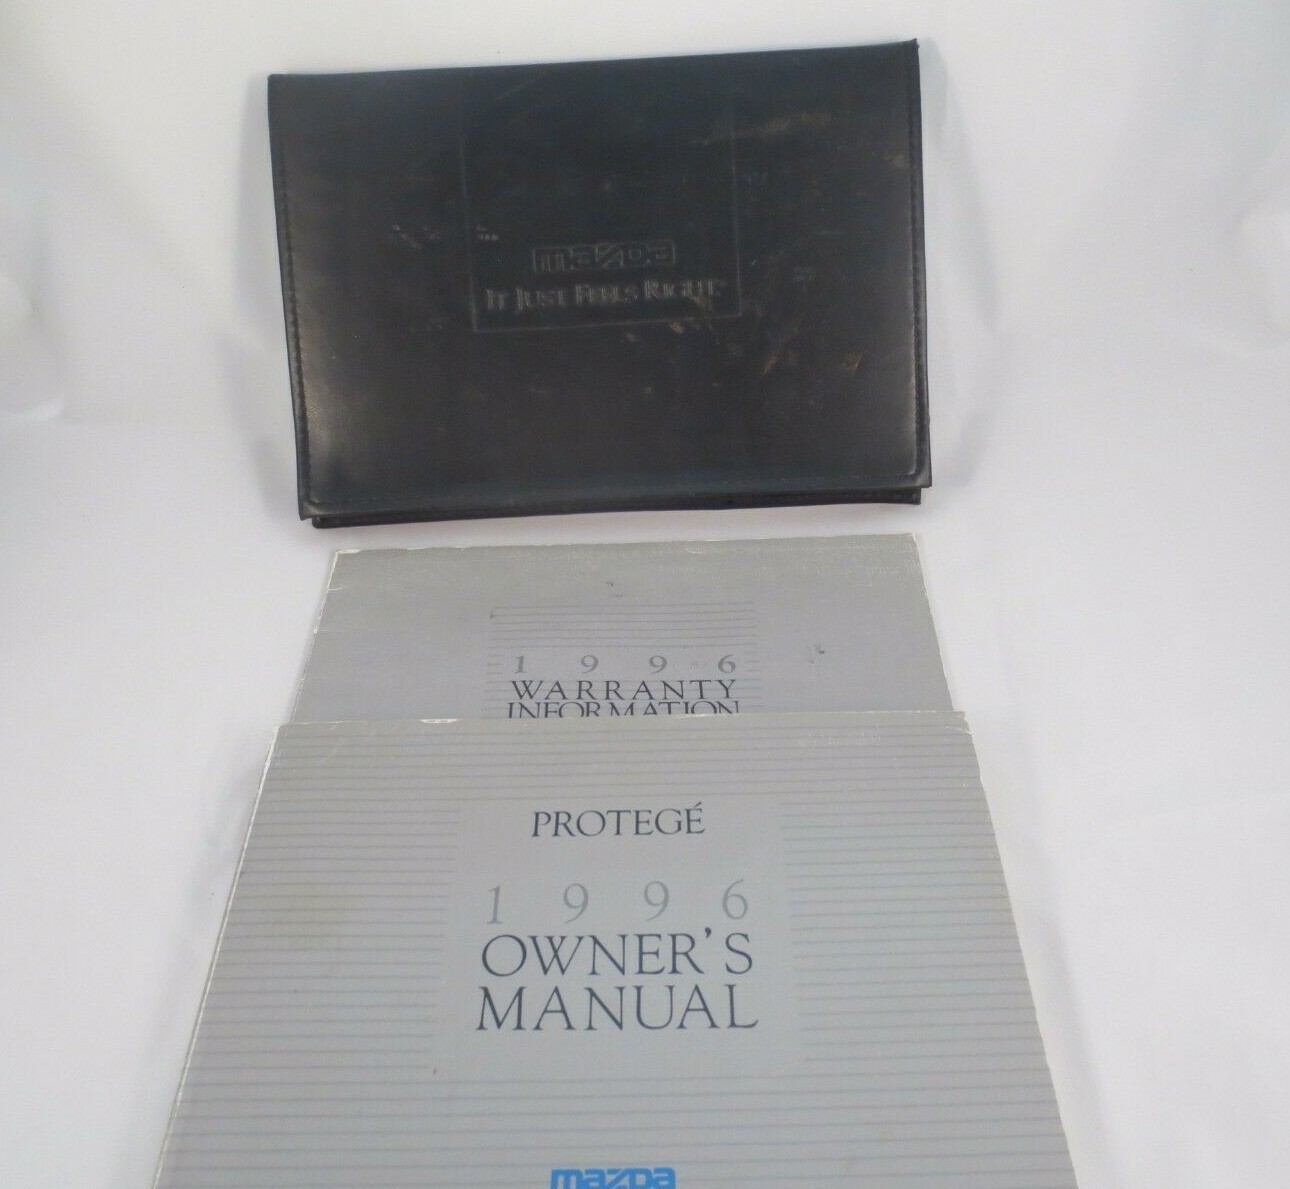 mazda
IT JUST FEELS RIGHT.
1996
WARRANTY
INFORMATION
PROTEGÉ
1996
OWNER'S
MANUAL
mazda